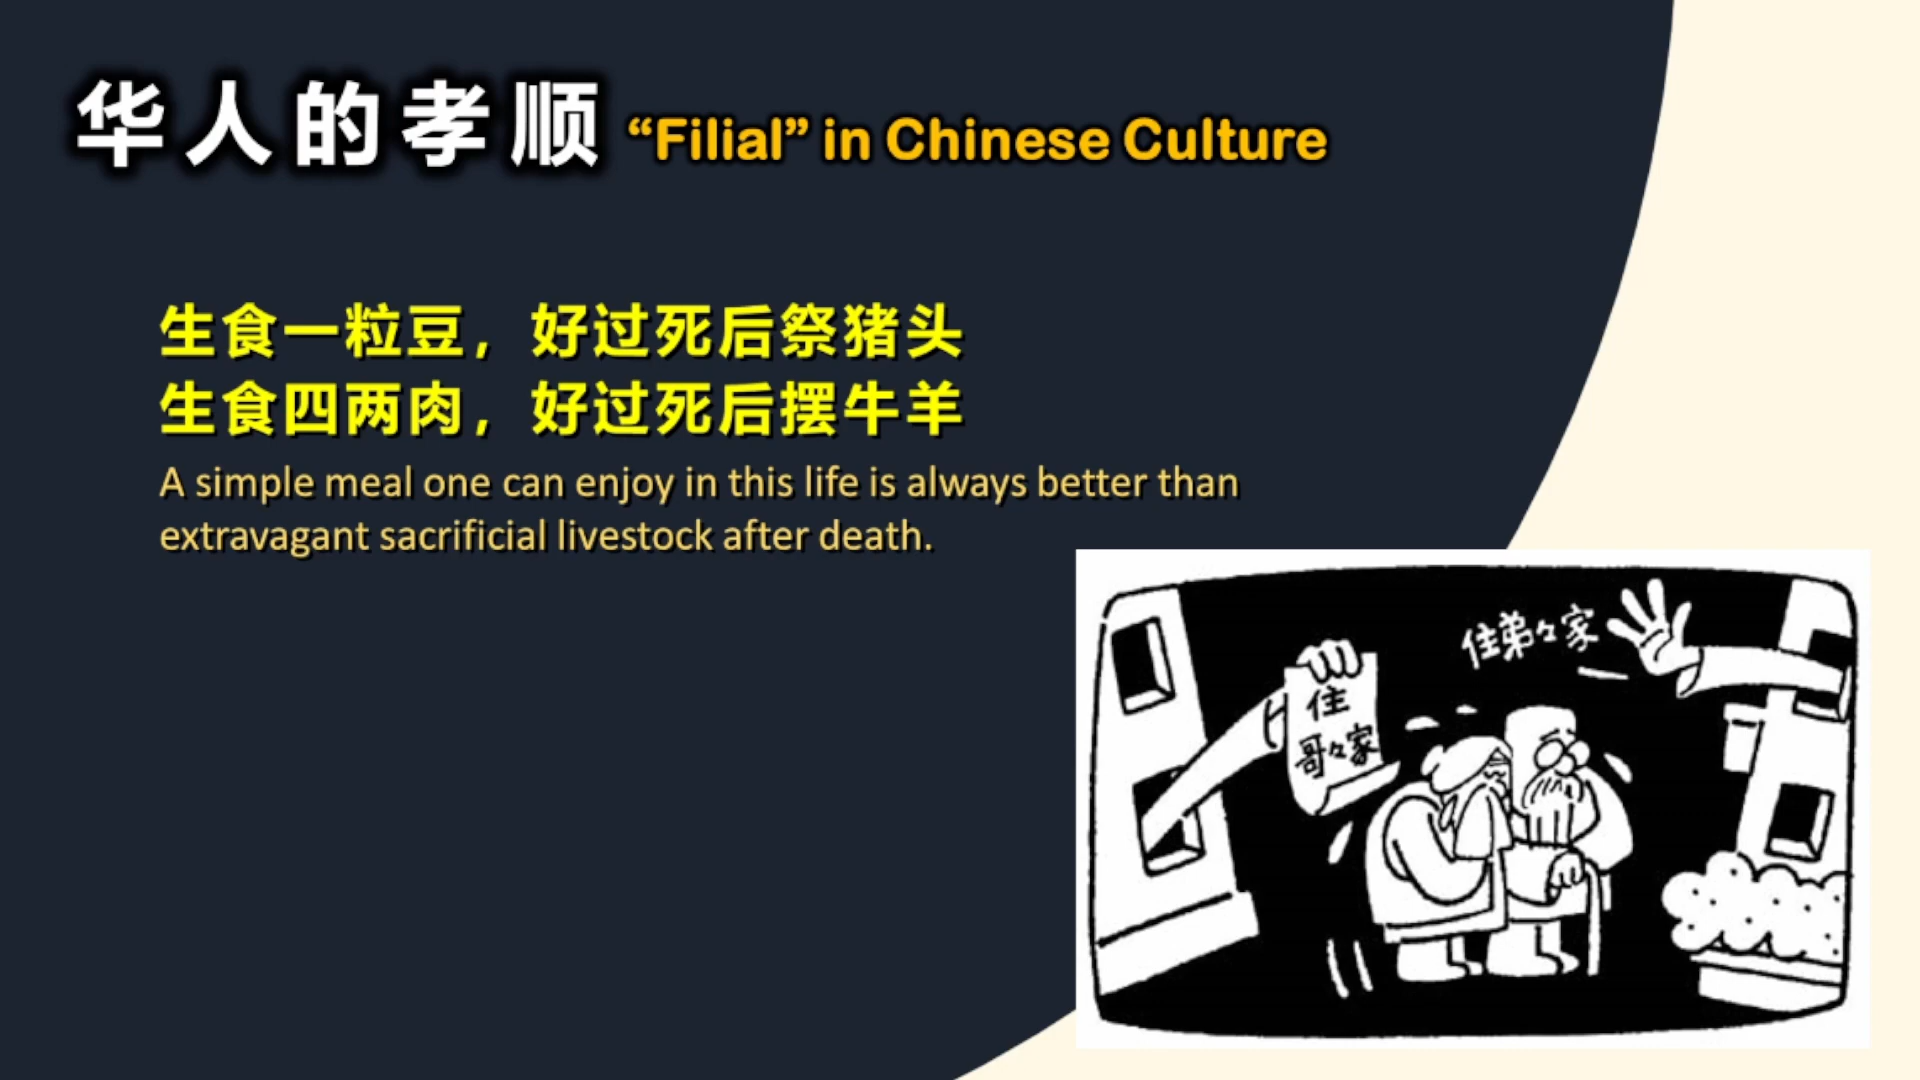 华人的孝顺 “Filial” in Chinese Culture
生食一粒豆，好过死后祭猪头
生食四两肉，好过死后摆牛羊
A simple meal one can enjoy in this life is always better than
extravagant sacrificial livestock after death.
住弟々家
住
哥々家